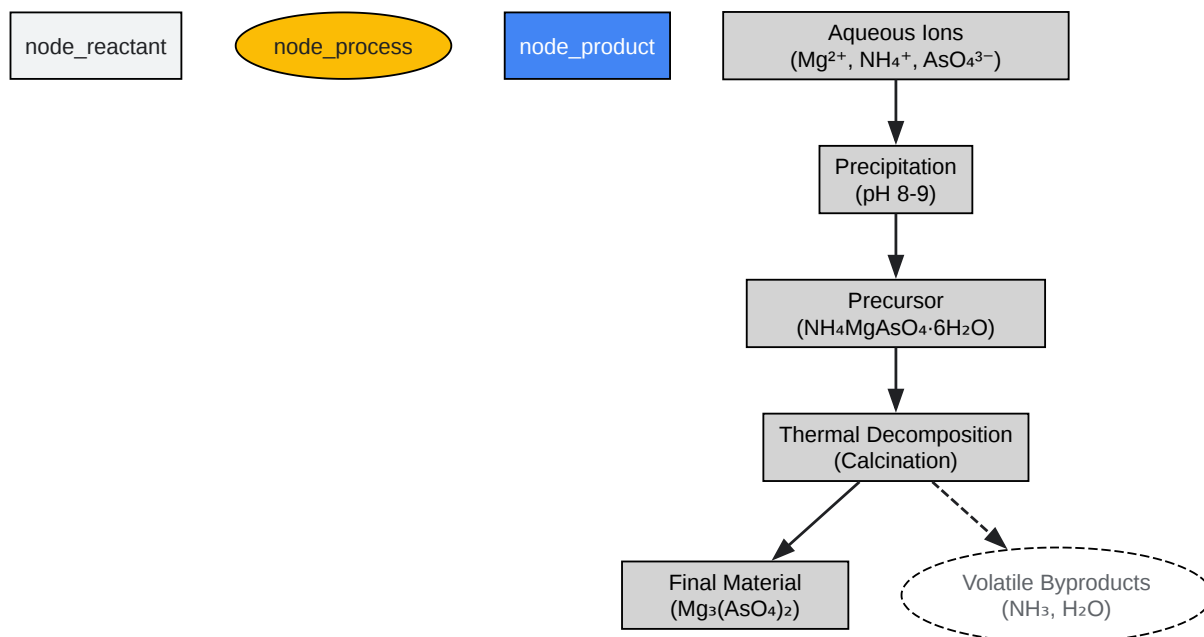 node_reactant
node_process
node_product
Aqueous Ions
(Mg²⁺, NH₄⁺, AsO₄³⁻)
Precipitation
(pH 8-9)
Precursor
(NH₄MgAsO₄·6H₂O)
Thermal Decomposition
(Calcination)
Final Material
(Mg₃(AsO₄)₂)
Volatile Byproducts
(NH₃, H₂O)